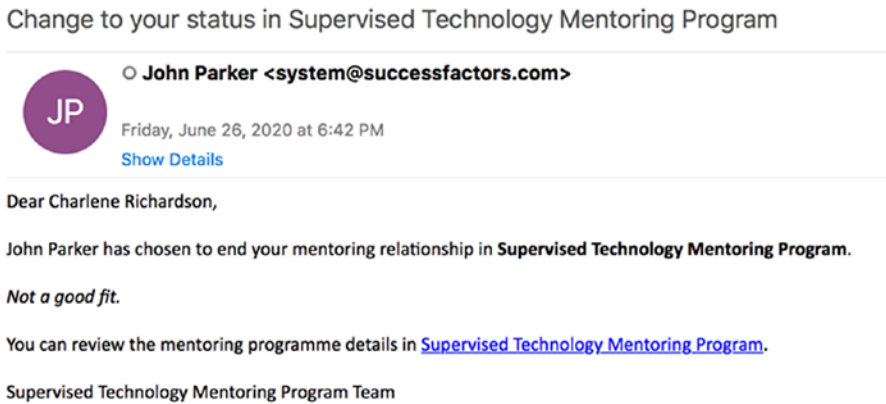 Change to your status in Supervised Technology Mentoring Program
John Parker <system@successfactors.com>
JP
Friday, June 26, 2020 at 6:42 PM
Show Details
Dear Charlene Richardson,
John Parker has chosen to end your mentoring relationship in Supervised Technology Mentoring Program.
Not a good fit.
You can review the mentoring programme details in Supervised Technology Mentoring Program.
Supervised Technology Mentoring Program Team